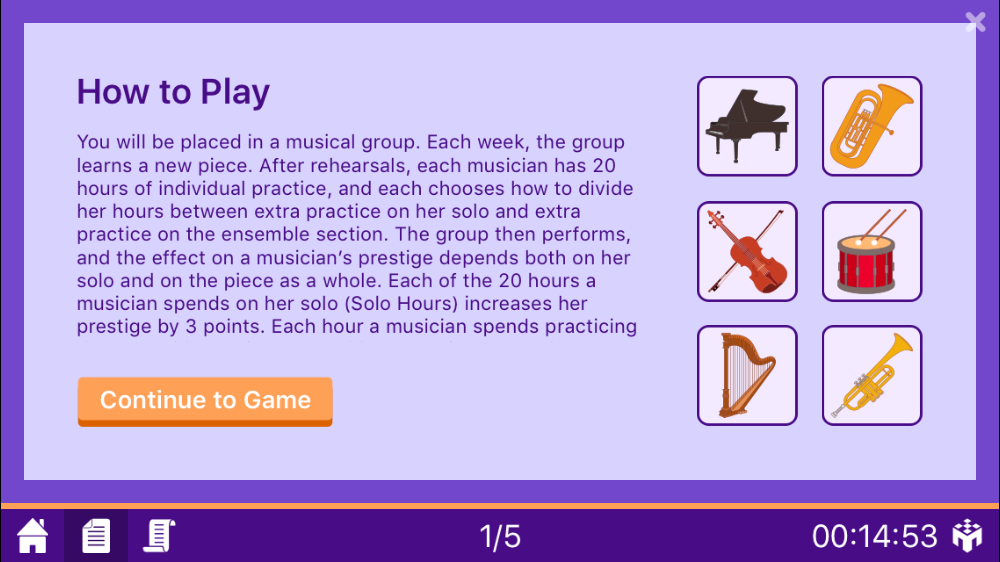 How to Play
You will be placed in a musical group. Each week, the group
learns a new piece. After rehearsals, each musician has 20
hours of individual practice, and each chooses how to divide
her hours between extra practice on her solo and extra
practice on the ensemble section. The group then performs,
and the effect on a musician’s prestige depends both on her
solo and on the piece as a whole. Each of the 20 hours a
musician spends on her solo (Solo Hours) increases her
prestige by 3 points. Each hour a musician spends practicing
Continue to Game
1/5
00:14:53